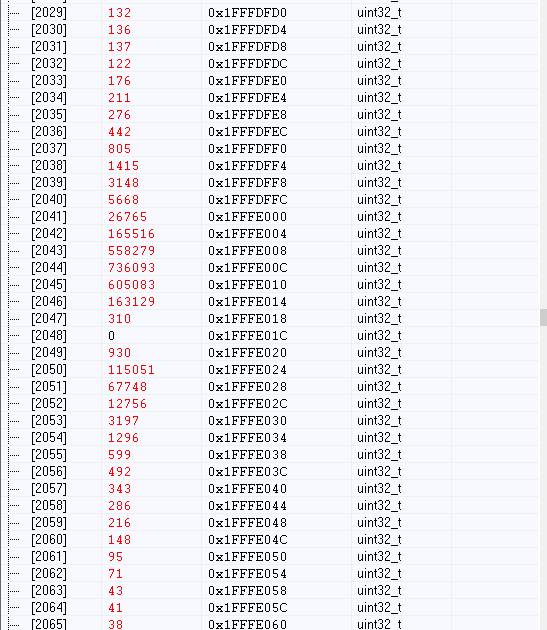 [2029] 132 0x1FFFDFD0 uint32_t
[2030] 136 0x1FFFDFD4 uint32_t
[2031] 137 0x1FFFDFD8 uint32_t
[2032] 122 0x1FFFDFDC uint32_t
[2033] 176 0x1FFFDFE0 uint32_t
[2034] 211 0x1FFFDFE4 uint32_t
[2035] 276 0x1FFFDFE8 uint32_t
[2036] 442 0x1FFFDFEC uint32_t
[2037] 805 0x1FFFDFF0 uint32_t
[2038] 1415 0x1FFFDFF4 uint32_t
[2039] 3148 0x1FFFDFF8 uint32_t
[2040] 5668 0x1FFFDFFC uint32_t
[2041] 26765 0x1FFFE000 uint32_t
[2042] 165516 0x1FFFE004 uint32_t
[2043] 558279 0x1FFFE008 uint32_t
[2044] 736093 0x1FFFE00C uint32_t
[2045] 605083 0x1FFFE010 uint32_t
[2046] 163129 0x1FFFE014 uint32_t
[2047] 310 0x1FFFE018 uint32_t
[2048] 0 0x1FFFE01C uint32_t
[2049] 930 0x1FFFE020 uint32_t
[2050] 115051 0x1FFFE024 uint32_t
[2051] 67748 0x1FFFE028 uint32_t
[2052] 12756 0x1FFFE02C uint32_t
[2053] 3197 0x1FFFE030 uint32_t
[2054] 1296 0x1FFFE034 uint32_t
[2055] 599 0x1FFFE038 uint32_t
[2056] 492 0x1FFFE03C uint32_t
[2057] 343 0x1FFFE040 uint32_t
[2058] 286 0x1FFFE044 uint32_t
[2059] 216 0x1FFFE048 uint32_t
[2060] 148 0x1FFFE04C uint32_t
[2061] 95 0x1FFFE050 uint32_t
[2062] 71 0x1FFFE054 uint32_t
[2063] 43 0x1FFFE058 uint32_t
[2064] 41 0x1FFFE05C uint32_t
[2065] 38 0x1FFFE060 uint32_t